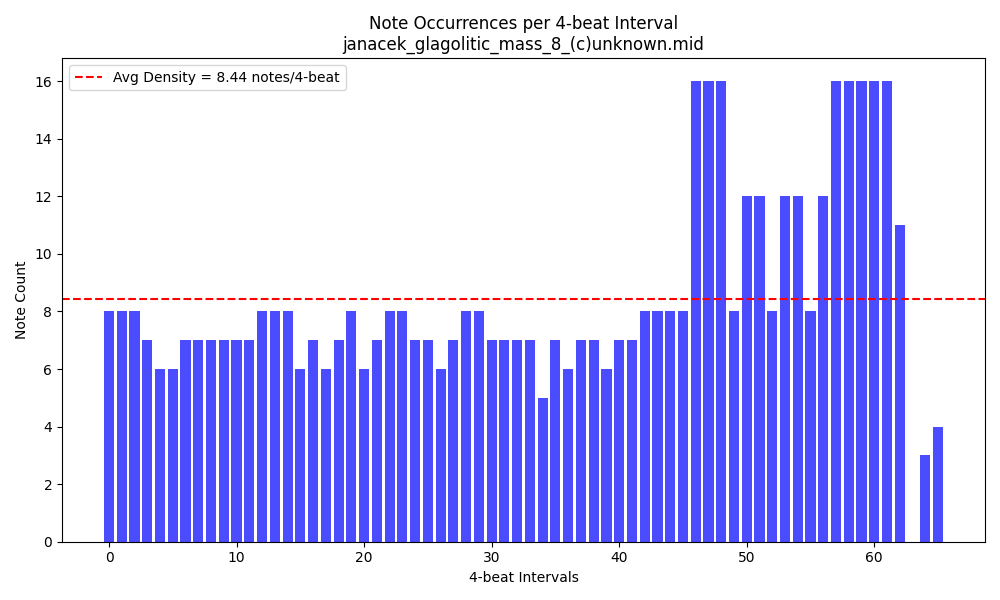 Note Occurrences per 4-beat Interval
janacek_glagolitic_mass_8_(c)unknown.mid
Avg Density = 8.44 notes/4-beat
16
14
12
10
8
6
4
2
0
Note Count
0 10 20 30 40 50 60
4-beat Intervals